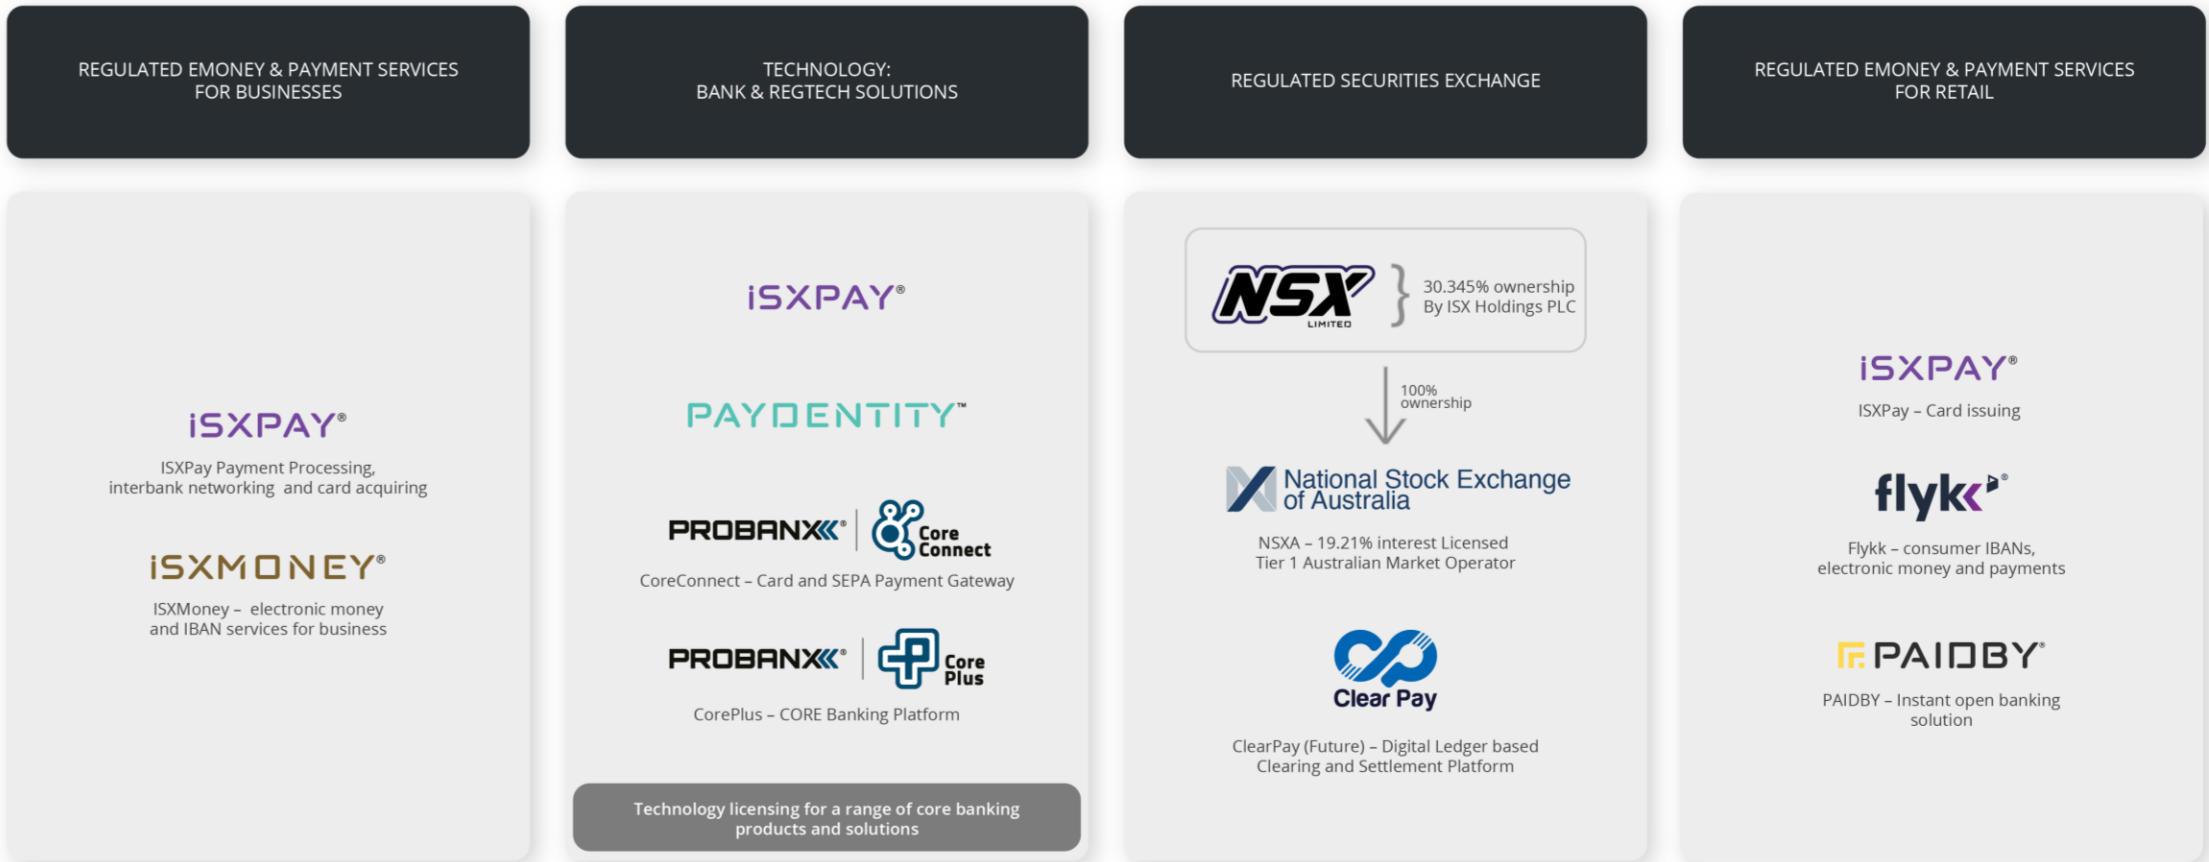 REGULATED EMONEY & PAYMENT SERVICES
FOR BUSINESSES
iSXPAY®
ISXPay Payment Processing,
interbank networking and card acquiring
iSXMONEY®
ISXMoney – electronic money
and IBAN services for business
TECHNOLOGY:
BANK & REGTECH SOLUTIONS
iSXPAY®
PAYDENTITY™
PROBANX® Core
Connect
CoreConnect – Card and SEPA Payment Gateway
PROBANX® Core
Plus
CorePlus – CORE Banking Platform
Technology licensing for a range of core banking
products and solutions
REGULATED SECURITIES EXCHANGE
NSX
LIMITED
30.345% ownership
By ISX Holdings PLC
100%
ownership
National Stock Exchange
of Australia
NSXA – 19.21% interest Licensed
Tier 1 Australian Market Operator
Clear Pay
ClearPay (Future) – Digital Ledger based
Clearing and Settlement Platform
REGULATED EMONEY & PAYMENT SERVICES
FOR RETAIL
iSXPAY®
ISXPay – Card issuing
flykk®
Flykk – consumer IBANs,
electronic money and payments
PAIDBY®
PAIDBY – Instant open banking
solution